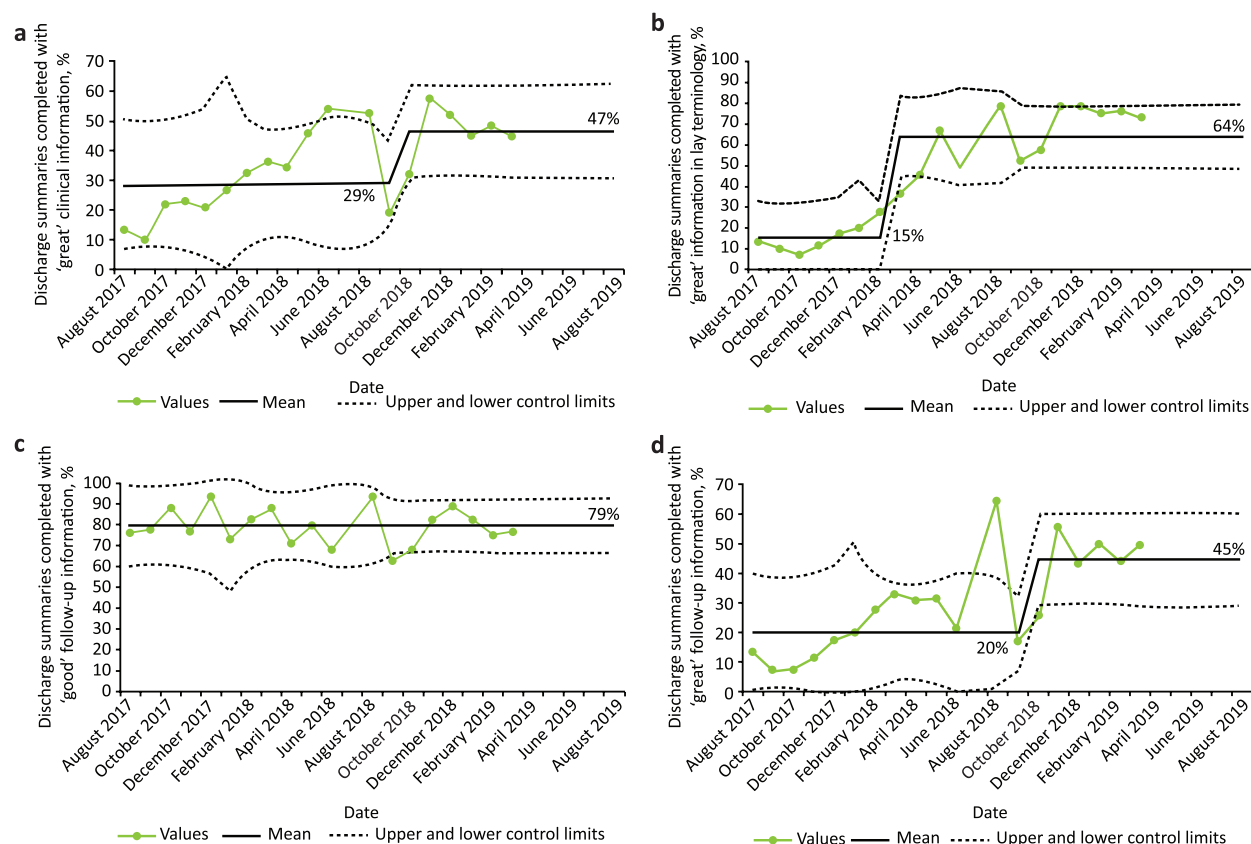 a
Discharge summaries completed with
‘great’ clinical information, %
70
60
50
40
30
20
10
0
47%
29%
August 2017
October 2017
December 2017
February 2018
April 2018
June 2018
August 2018
October 2018
December 2018
February 2019
April 2019
June 2019
August 2019
Date
Values
Mean
Upper and lower control limits
b
Discharge summaries completed with
‘great’ information in lay terminology, %
100
90
80
70
60
50
40
30
20
10
0
64%
15%
August 2017
October 2017
December 2017
February 2018
April 2018
June 2018
August 2018
October 2018
December 2018
February 2019
April 2019
June 2019
August 2019
Date
Values
Mean
Upper and lower control limits
c
Discharge summaries completed with
‘good’ follow-up information, %
100
90
80
70
60
50
40
30
20
10
0
79%
August 2017
October 2017
December 2017
February 2018
April 2018
June 2018
August 2018
October 2018
December 2018
February 2019
April 2019
June 2019
August 2019
Date
Values
Mean
Upper and lower control limits
d
Discharge summaries completed with
‘great’ follow-up information, %
70
60
50
40
30
20
10
0
45%
20%
August 2017
October 2017
December 2017
February 2018
April 2018
June 2018
August 2018
October 2018
December 2018
February 2019
April 2019
June 2019
August 2019
Date
Values
Mean
Upper and lower control limits